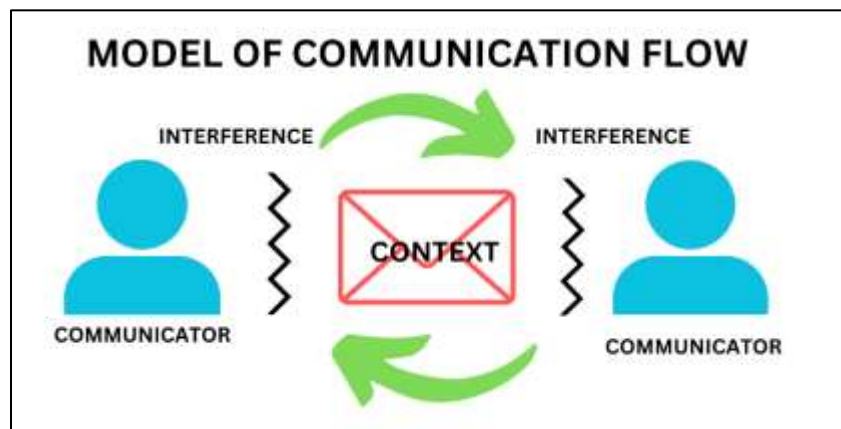 MODEL OF COMMUNICATION FLOW
INTERFERENCE
INTERFERENCE
CONTEXT
COMMUNICATOR
COMMUNICATOR